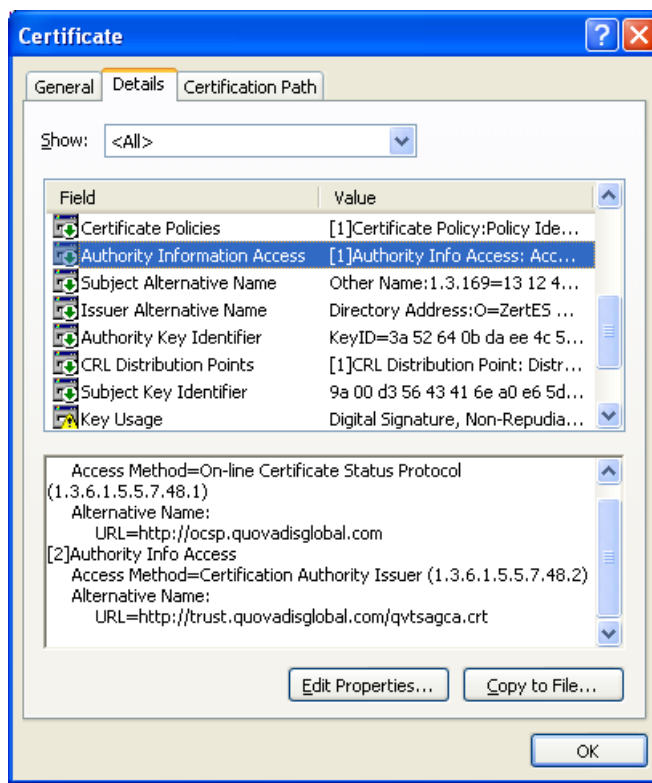 Certificate
General Details Certification Path
Show: <All>
Field Value
Certificate Policies [1]Certificate Policy:Policy Ide...
Authority Information Access [1]Authority Info Access: Acc...
Subject Alternative Name Other Name:1.3.169=13 12 4...
Issuer Alternative Name Directory Address:O=ZertES ...
Authority Key Identifier KeyID=3a 52 64 0b da ee 4c 5...
CRL Distribution Points [1]CRL Distribution Point: Distr...
Subject Key Identifier 9a 00 d3 56 43 41 6e a0 e6 5d...
Key Usage Digital Signature, Non-Repudia...
Access Method=On-line Certificate Status Protocol
(1.3.6.1.5.5.7.48.1)
Alternative Name:
URL=http://ocsp.quovadisglobal.com
[2]Authority Info Access
Access Method=Certification Authority Issuer (1.3.6.1.5.5.7.48.2)
Alternative Name:
URL=http://trust.quovadisglobal.com/qvtsagca.crt
Edit Properties... Copy to File...
OK